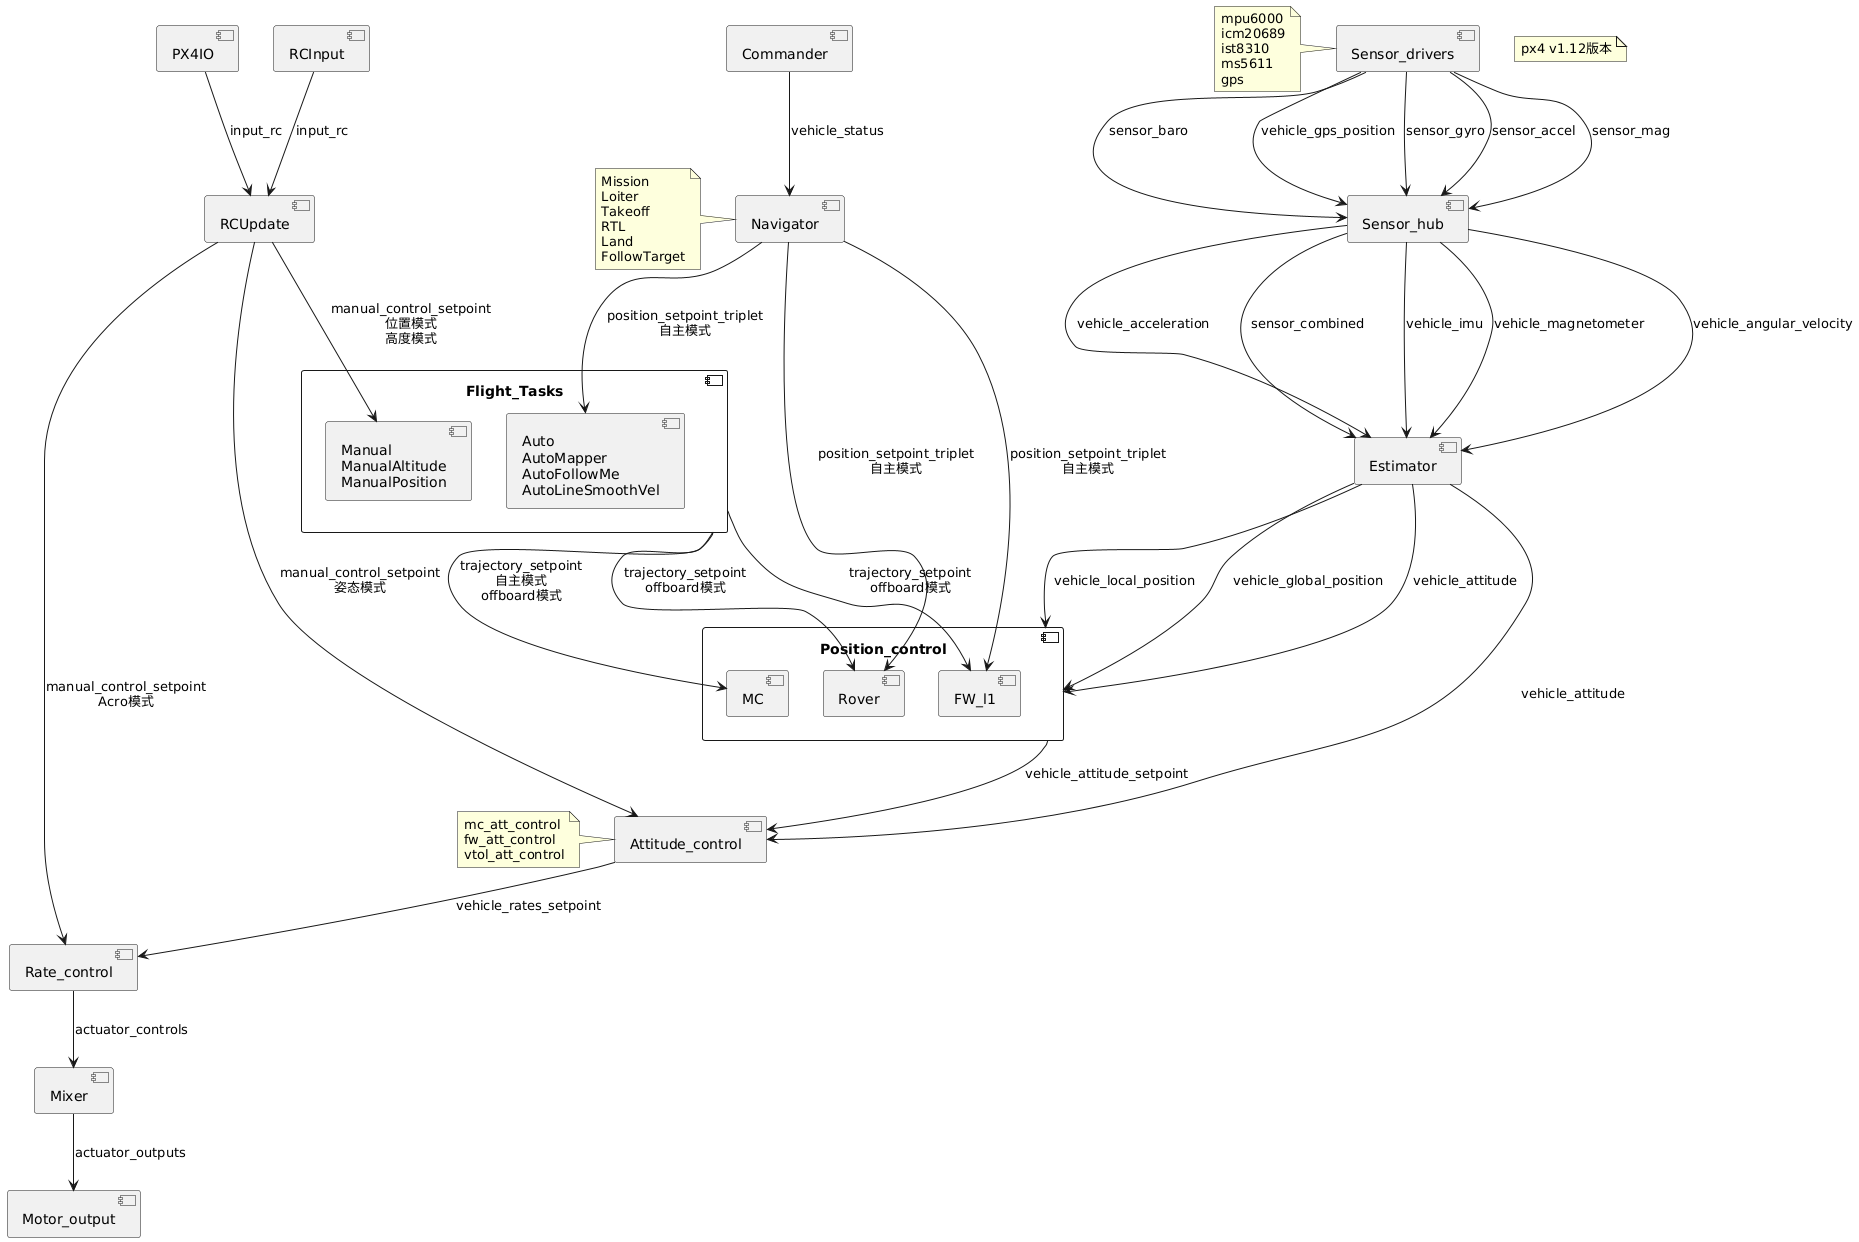 PX4IO
RCInput
Commander
mpu6000
icm20689
ist8310
ms5611
gps
Sensor_drivers
px4 v1.12版本
input_rc
input_rc
vehicle_status
sensor_baro
vehicle_gps_position
sensor_gyro
sensor_accel
sensor_mag
RCUpdate
Mission
Loiter
Takeoff
RTL
Land
FollowTarget
Navigator
Sensor_hub
manual_control_setpoint
位置模式
高度模式
position_setpoint_triplet
自主模式
vehicle_acceleration
sensor_combined
vehicle_imu
vehicle_magnetometer
vehicle_angular_velocity
Flight_Tasks
Manual
ManualAltitude
ManualPosition
Auto
AutoMapper
AutoFollowMe
AutoLineSmoothVel
position_setpoint_triplet
自主模式
position_setpoint_triplet
自主模式
Estimator
manual_control_setpoint
姿态模式
trajectory_setpoint
自主模式
offboard模式
trajectory_setpoint
offboard模式
trajectory_setpoint
offboard模式
vehicle_local_position
vehicle_global_position
vehicle_attitude
manual_control_setpoint
Acro模式
Position_control
MC
Rover
FW_l1
vehicle_attitude
vehicle_attitude_setpoint
mc_att_control
fw_att_control
vtol_att_control
Attitude_control
vehicle_rates_setpoint
Rate_control
actuator_controls
Mixer
actuator_outputs
Motor_output